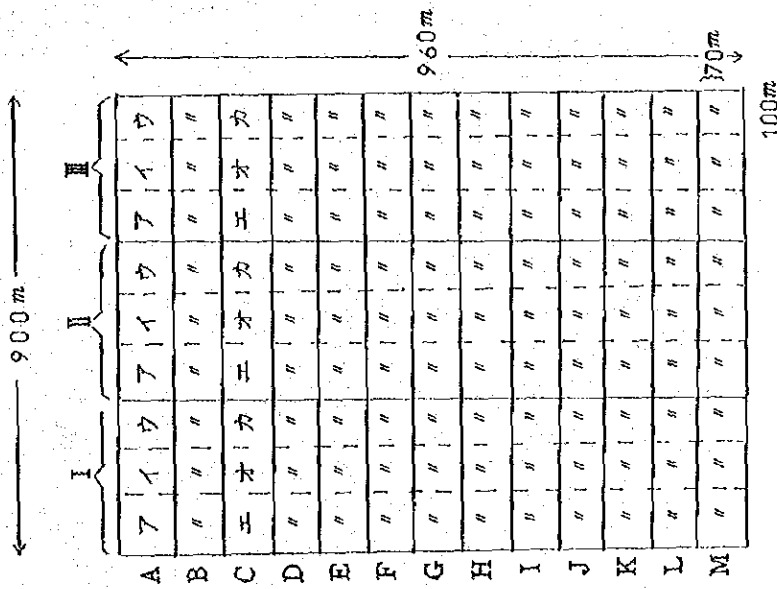 900m
I II III
A ア イ ウ ア イ ウ ア イ ウ
B 〃 〃 〃 〃 〃 〃 〃 〃 〃
C エ オ カ エ オ カ エ オ カ
D 〃 〃 〃 〃 〃 〃 〃 〃 〃
E 〃 〃 〃 〃 〃 〃 〃 〃 〃
F 〃 〃 〃 〃 〃 〃 〃 〃 〃
G 〃 〃 〃 〃 〃 〃 〃 〃 〃
H 〃 〃 〃 〃 〃 〃 〃 〃 〃
I 〃 〃 〃 〃 〃 〃 〃 〃 〃
J 〃 〃 〃 〃 〃 〃 〃 〃 〃
K 〃 〃 〃 〃 〃 〃 〃 〃 〃
L 〃 〃 〃 〃 〃 〃 〃 〃 〃
M 〃 〃 〃 〃 〃 〃 〃 〃 〃
960m
70m
100m